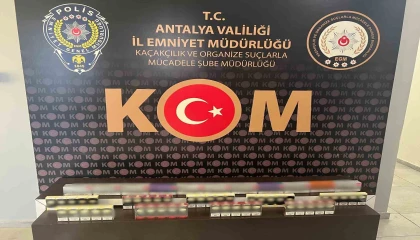 POLİS
T.C.
ANTALYA VALİLİĞİ
İL EMNİYET MÜDÜRLÜĞÜ
KAÇAKÇILIK VE ORGANİZE SUÇLARLA
MÜCADELE ŞUBE MÜDÜRLÜĞÜ
EGM
KOM